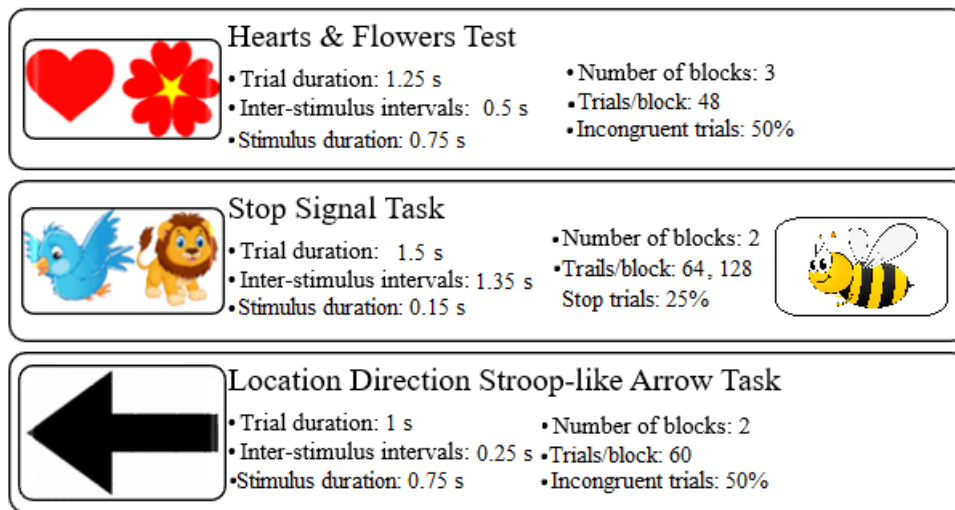 Hearts & Flowers Test
• Trial duration: 1.25 s
• Inter-stimulus intervals: 0.5 s
• Stimulus duration: 0.75 s
• Number of blocks: 3
• Trials/block: 48
• Incongruent trials: 50%
Stop Signal Task
• Trial duration: 1.5 s
• Inter-stimulus intervals: 1.35 s
• Stimulus duration: 0.15 s
• Number of blocks: 2
• Trails/block: 64, 128
Stop trials: 25%
Location Direction Stroop-like Arrow Task
• Trial duration: 1 s
• Inter-stimulus intervals: 0.25 s
• Stimulus duration: 0.75 s
• Number of blocks: 2
• Trials/block: 60
• Incongruent trials: 50%